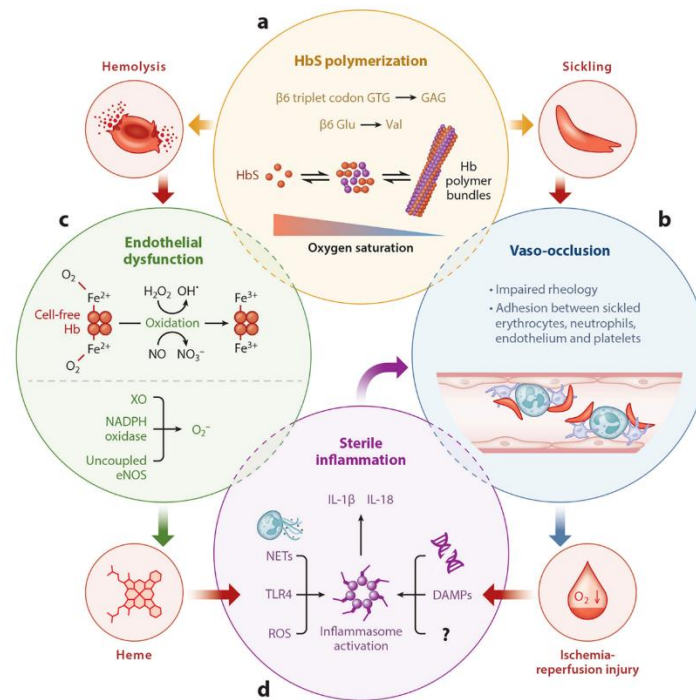 a
HbS polymerization
β6 triplet codon GTG → GAG
β6 Glu → Val
HbS
Hb
polymer
bundles
Oxygen saturation
Hemolysis
Sickling
c
Endothelial
dysfunction
O2
Fe2+
Cell-free
Hb
Fe2+
O2
H2O2 OH•
Oxidation
NO NO3−
Fe3+
Fe3+
XO
NADPH
oxidase
Uncoupled
eNOS
O2−
b
Vaso-occlusion
• Impaired rheology
• Adhesion between sickled
erythrocytes, neutrophils,
endothelium and platelets
Sterile
inflammation
IL-1β IL-18
NETs
TLR4
ROS
Inflammasome
activation
DAMPs
?
Heme
O2 ↓
Ischemia-
reperfusion injury
d